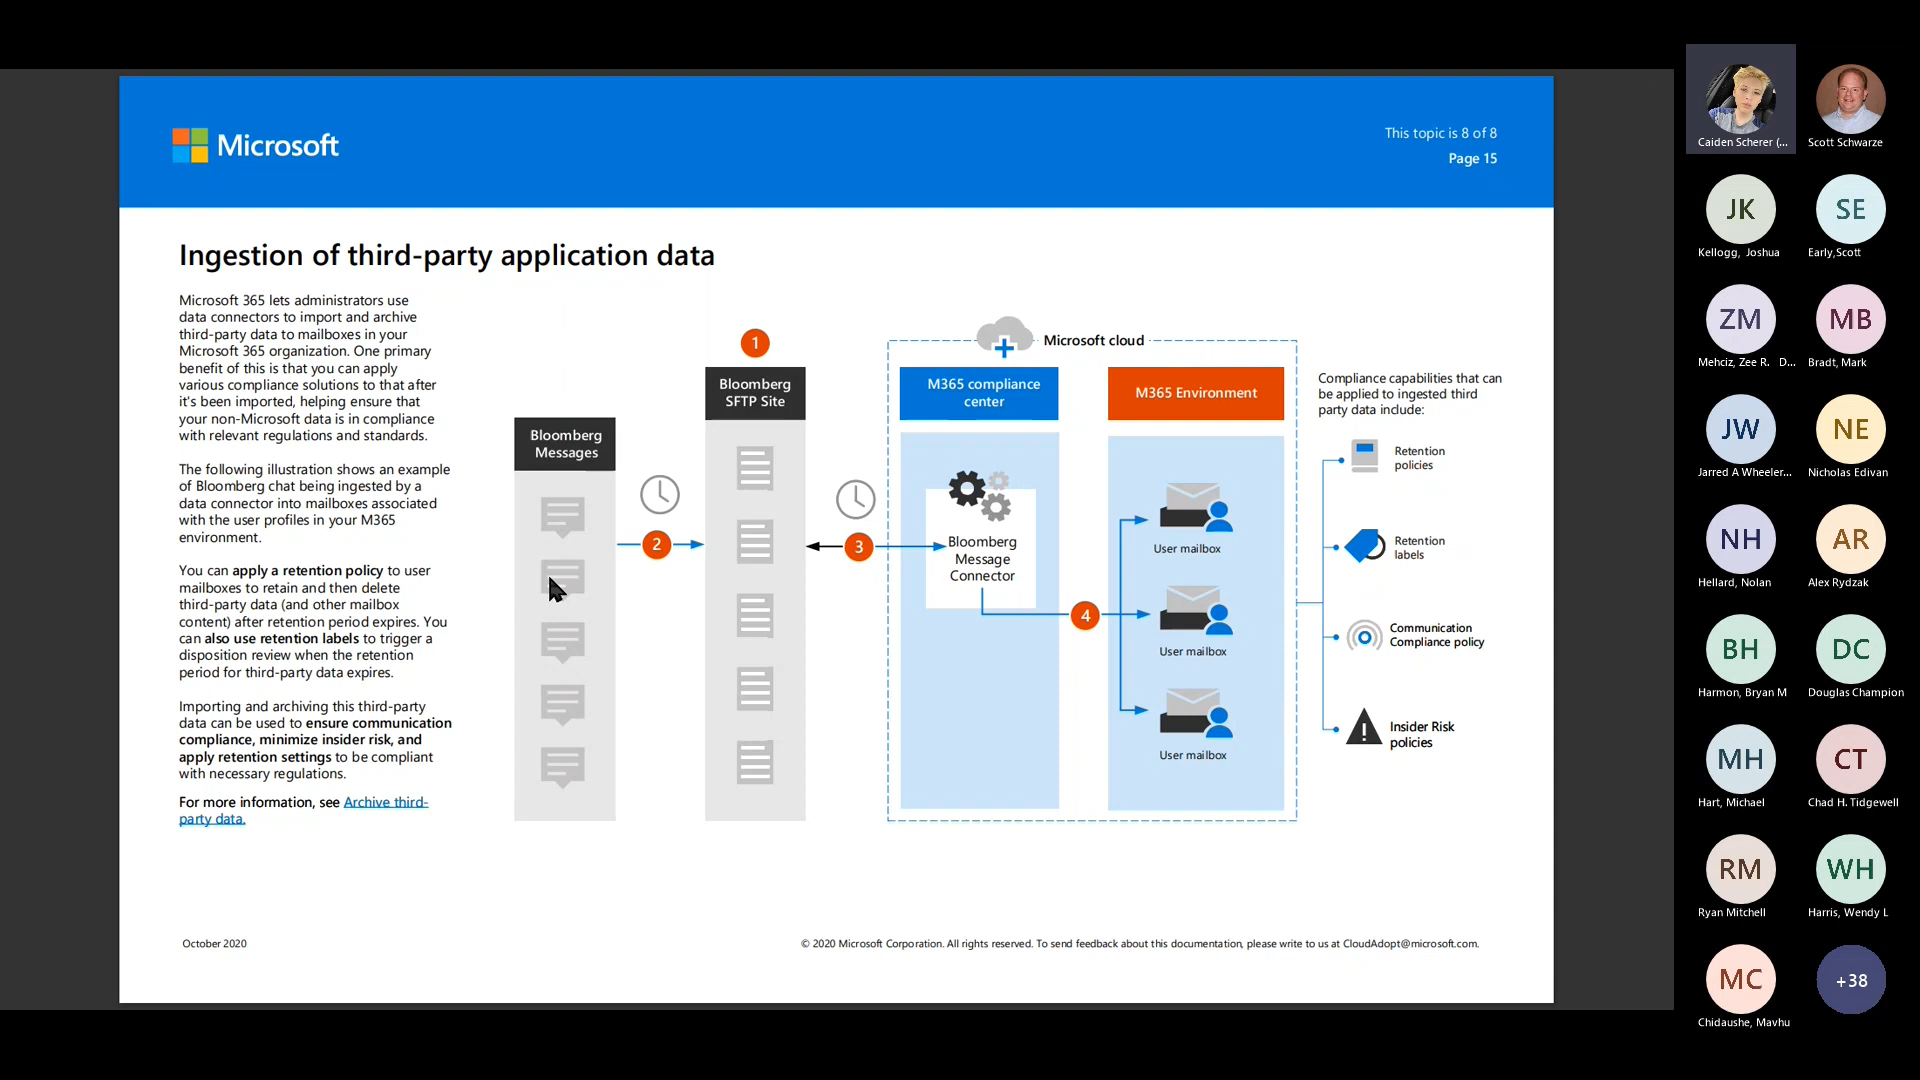 Microsoft
This topic is 8 of 8
Page 15
Ingestion of third-party application data
Microsoft 365 lets administrators use
data connectors to import and archive
third-party data to mailboxes in your
Microsoft 365 organization. One primary
benefit of this is that you can apply
various compliance solutions to that after
it's been imported, helping ensure that
your non-Microsoft data is in compliance
with relevant regulations and standards.
The following illustration shows an example
of Bloomberg chat being ingested by a
data connector into mailboxes associated
with the user profiles in your M365
environment.
You can apply a retention policy to user
mailboxes to retain and then delete
third-party data (and other mailbox
content) after retention period expires. You
can also use retention labels to trigger a
disposition review when the retention
period for third-party data expires.
Importing and archiving this third-party
data can be used to ensure communication
compliance, minimize insider risk, and
apply retention settings to be compliant
with necessary regulations.
For more information, see Archive third-
party data.
Bloomberg
Messages
2
1
Bloomberg
SFTP Site
3
Microsoft cloud
M365 compliance
center
Bloomberg
Message
Connector
4
M365 Environment
User mailbox
User mailbox
User mailbox
Compliance capabilities that can
be applied to ingested third
party data include:
Retention
policies
Retention
labels
Communication
Compliance policy
Insider Risk
policies
October 2020
© 2020 Microsoft Corporation. All rights reserved. To send feedback about this documentation, please write to us at CloudAdopt@microsoft.com.
Caiden Scherer (...
Scott Schwarze
JK
Kellogg, Joshua
SE
Early,Scott
ZM
Mehciz, Zee R. D...
MB
Bradt, Mark
JW
Jarred A Wheeler...
NE
Nicholas Edivan
NH
Hellard, Nolan
AR
Alex Rydzak
BH
Harmon, Bryan M
DC
Douglas Champion
MH
Hart, Michael
CT
Chad H. Tidgewell
RM
Ryan Mitchell
WH
Harris, Wendy L
MC
Chidaushe, Mavhu
+38